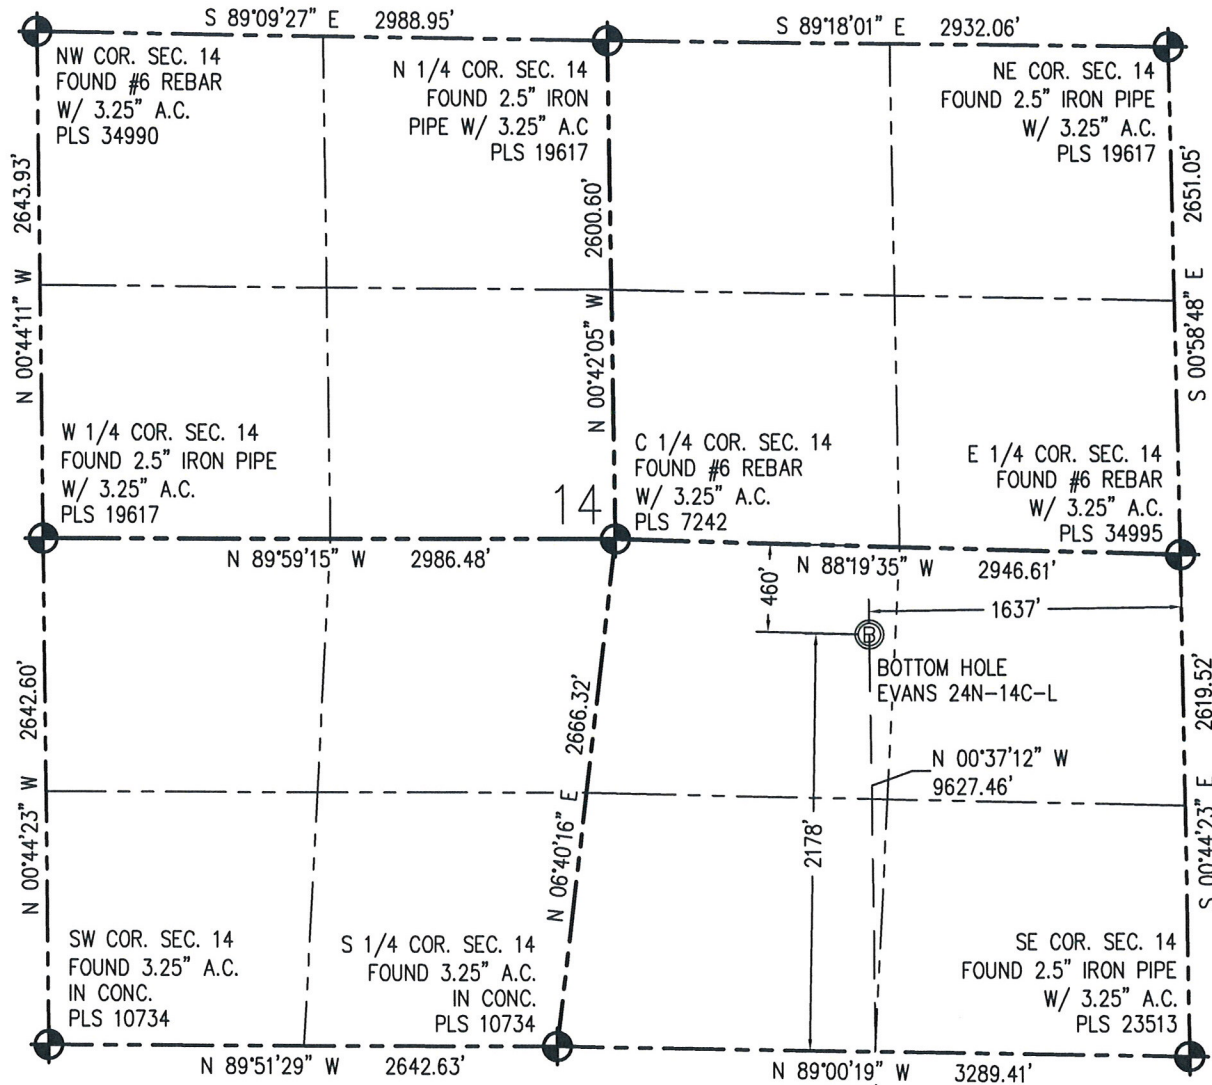 S 89°09'27" E 2988.95'
S 89°18'01" E 2932.06'
NW COR. SEC. 14
FOUND #6 REBAR
W/ 3.25" A.C.
PLS 34990
N 1/4 COR. SEC. 14
FOUND 2.5" IRON
PIPE W/ 3.25" A.C
PLS 19617
NE COR. SEC. 14
FOUND 2.5" IRON PIPE
W/ 3.25" A.C.
PLS 19617
N 00°44'11" W 2643.93'
N 00°42'05" W 2600.60'
S 00°58'48" E 2651.05'
W 1/4 COR. SEC. 14
FOUND 2.5" IRON PIPE
W/ 3.25" A.C.
PLS 19617
14
C 1/4 COR. SEC. 14
FOUND #6 REBAR
W/ 3.25" A.C.
PLS 7242
E 1/4 COR. SEC. 14
FOUND #6 REBAR
W/ 3.25" A.C.
PLS 34995
N 89°59'15" W 2986.48'
N 88°19'35" W 2946.61'
460'
1637'
B
BOTTOM HOLE
EVANS 24N-14C-L
N 00°44'23" W 2642.60'
N 06°40'16" E 2666.32'
2178'
N 00°37'12" W
9627.46'
S 00°44'23" E 2619.52'
SW COR. SEC. 14
FOUND 3.25" A.C.
IN CONC.
PLS 10734
S 1/4 COR. SEC. 14
FOUND 3.25" A.C.
IN CONC.
PLS 10734
SE COR. SEC. 14
FOUND 2.5" IRON PIPE
W/ 3.25" A.C.
PLS 23513
N 89°51'29" W 2642.63'
N 89°00'19" W 3289.41'